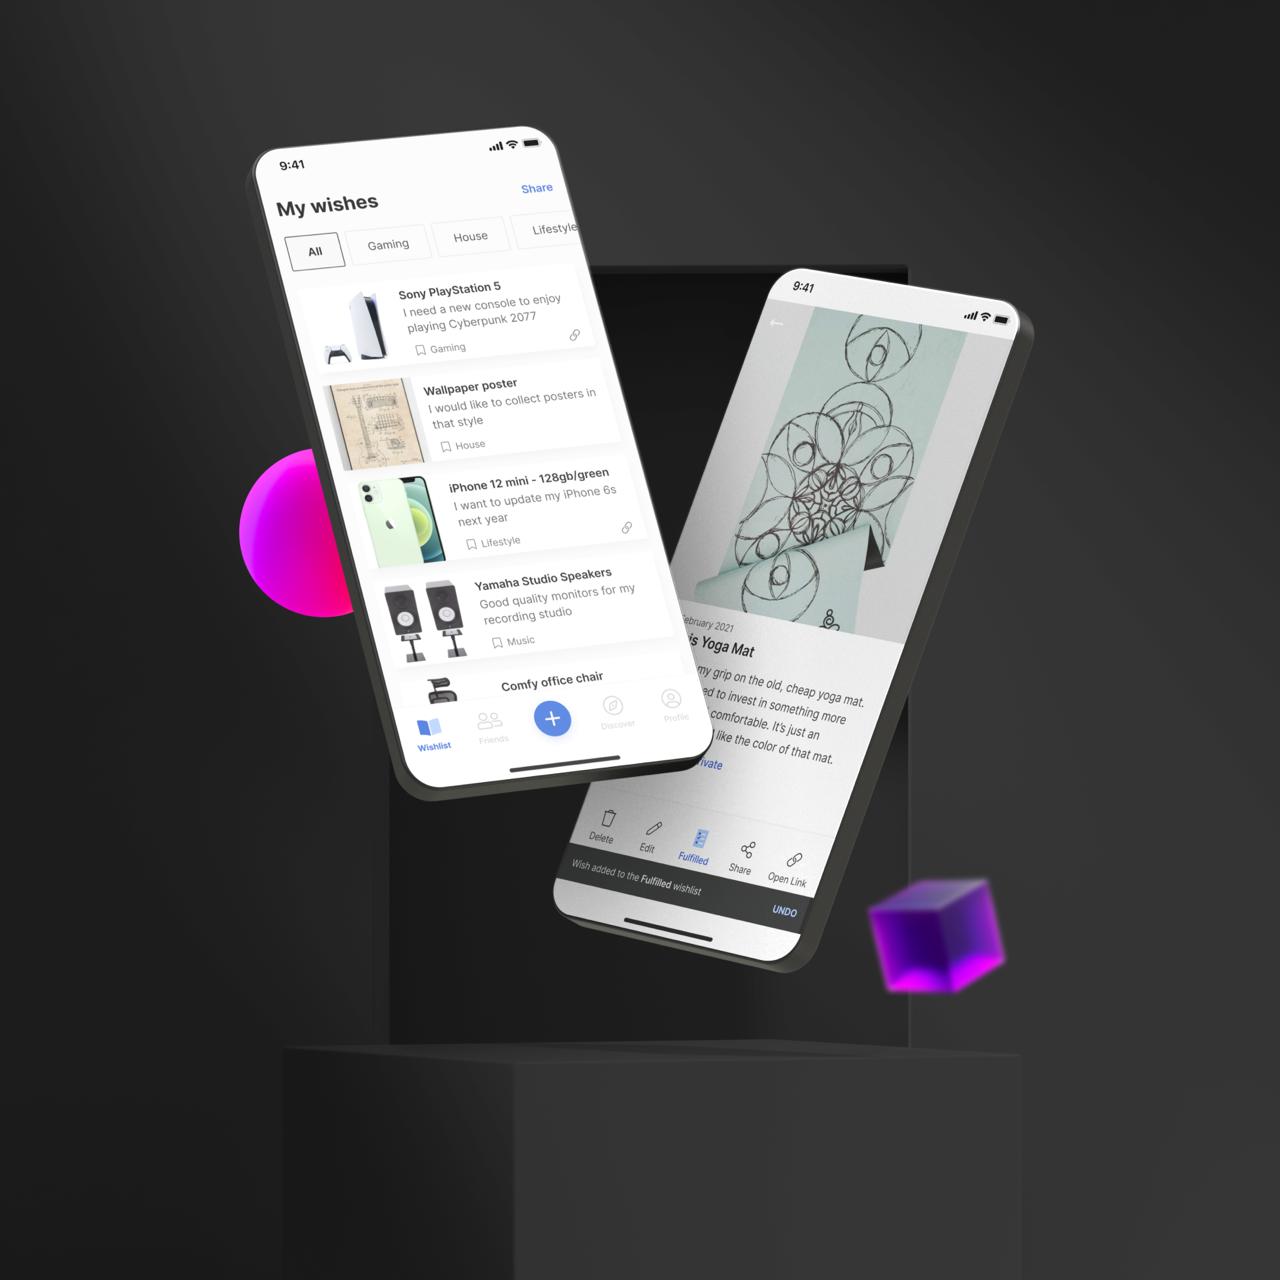 9:41
My wishes
Share
All
Gaming
House
Lifestyle
Sony PlayStation 5
I need a new console to enjoy
playing Cyberpunk 2077
Gaming
Wallpaper poster
I would like to collect posters in
that style
House
iPhone 12 mini - 128gb/green
I want to update my iPhone 6s
next year
Lifestyle
Yamaha Studio Speakers
Good quality monitors for my
recording studio
Music
Comfy office chair
Wishlist
Friends
Discover
Profile
9:41
ebruary 2021
is Yoga Mat
my grip on the old, cheap yoga mat.
ed to invest in something more
comfortable. It's just an
like the color of that mat.
rivate
Delete
Edit
Fulfilled
Share
Open Link
Wish added to the Fulfilled wishlist
UNDO